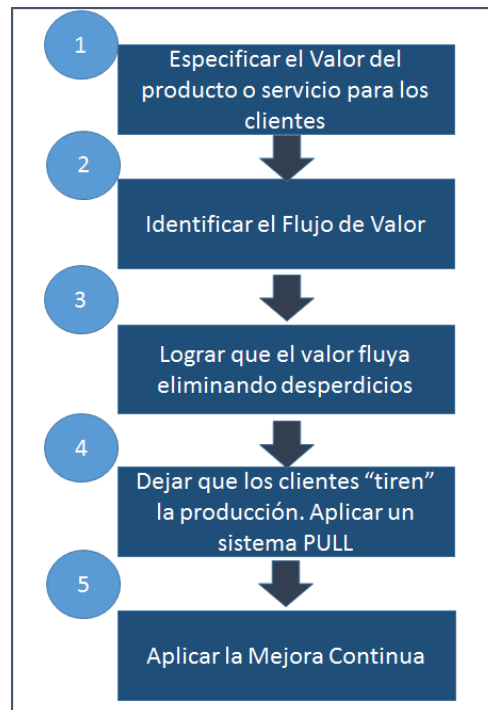 1
Especificar el Valor del
producto o servicio para los
clientes
2
Identificar el Flujo de Valor
3
Lograr que el valor fluya
eliminando desperdicios
4
Dejar que los clientes “tiren”
la producción. Aplicar un
sistema PULL
5
Aplicar la Mejora Continua